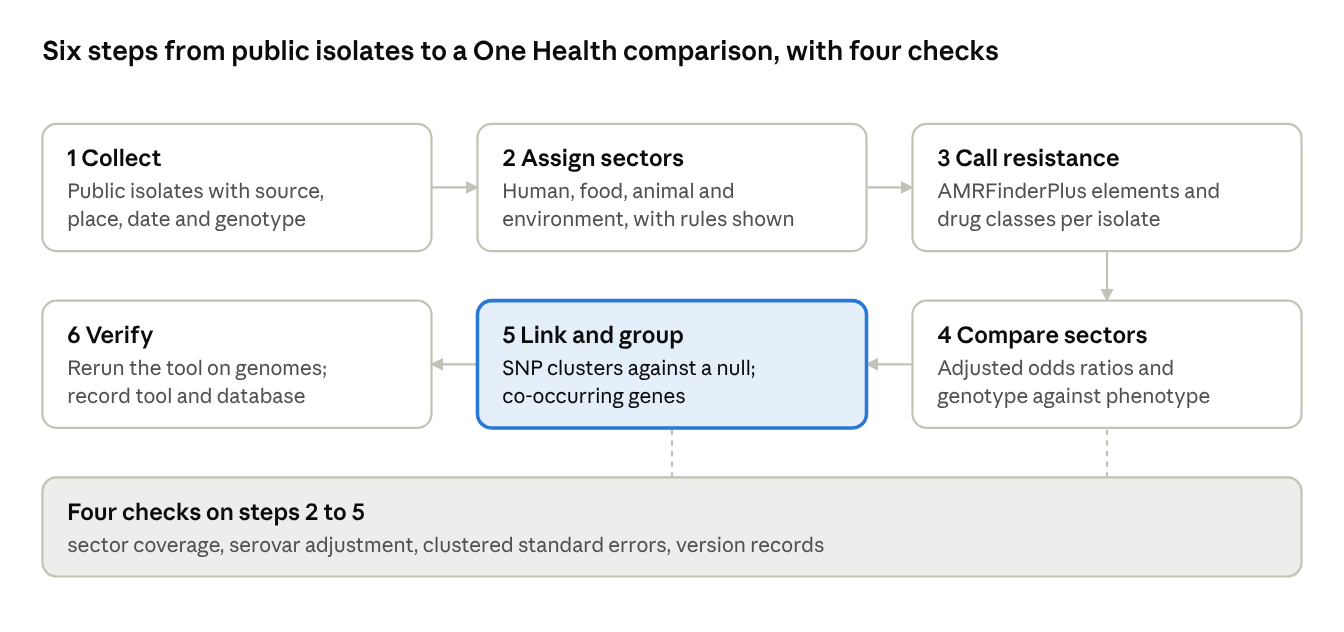 Six steps from public isolates to a One Health comparison, with four checks
1 Collect
Public isolates with source,
place, date and genotype
2 Assign sectors
Human, food, animal and
environment, with rules shown
3 Call resistance
AMRFinderPlus elements and
drug classes per isolate
4 Compare sectors
Adjusted odds ratios and
genotype against phenotype
5 Link and group
SNP clusters against a null;
co-occurring genes
6 Verify
Rerun the tool on genomes;
record tool and database
Four checks on steps 2 to 5
sector coverage, serovar adjustment, clustered standard errors, version records